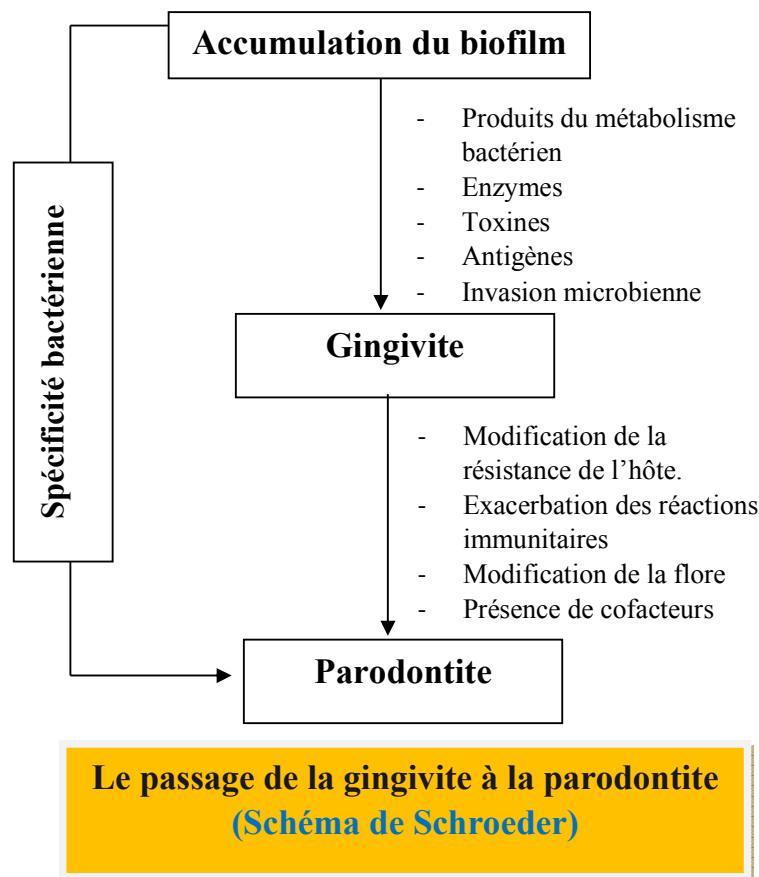 Accumulation du biofilm
- Produits du métabolisme
bactérien
- Enzymes
- Toxines
- Antigènes
- Invasion microbienne
Spécificité bactérienne
Gingivite
- Modification de la
résistance de l’hôte.
- Exacerbation des réactions
immunitaires
- Modification de la flore
- Présence de cofacteurs
Parodontite
Le passage de la gingivite à la parodontite
(Schéma de Schroeder)